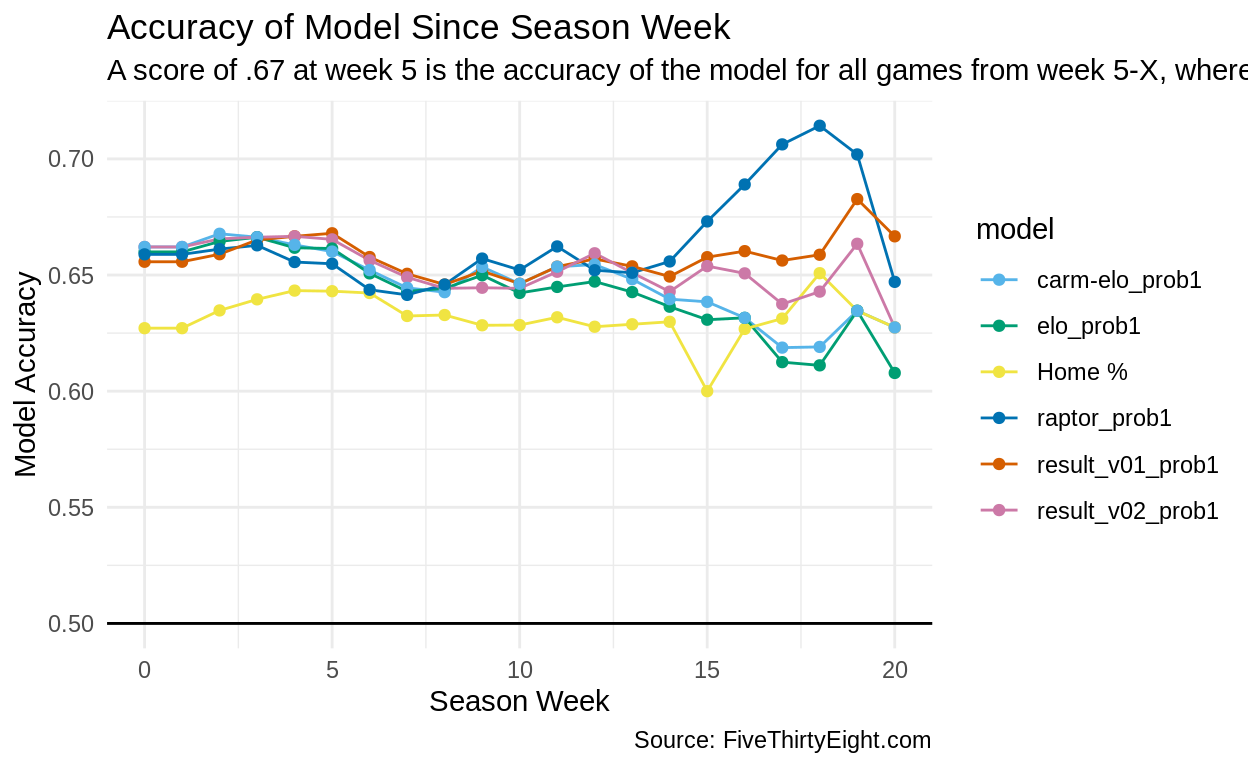 Accuracy of Model Since Season Week
A score of .67 at week 5 is the accuracy of the model for all games from week 5-X, where
Model Accuracy
0.70
0.65
0.60
0.55
0.50
0
5
10
15
20
Season Week
model
carm-elo_prob1
elo_prob1
Home %
raptor_prob1
result_v01_prob1
result_v02_prob1
Source: FiveThirtyEight.com